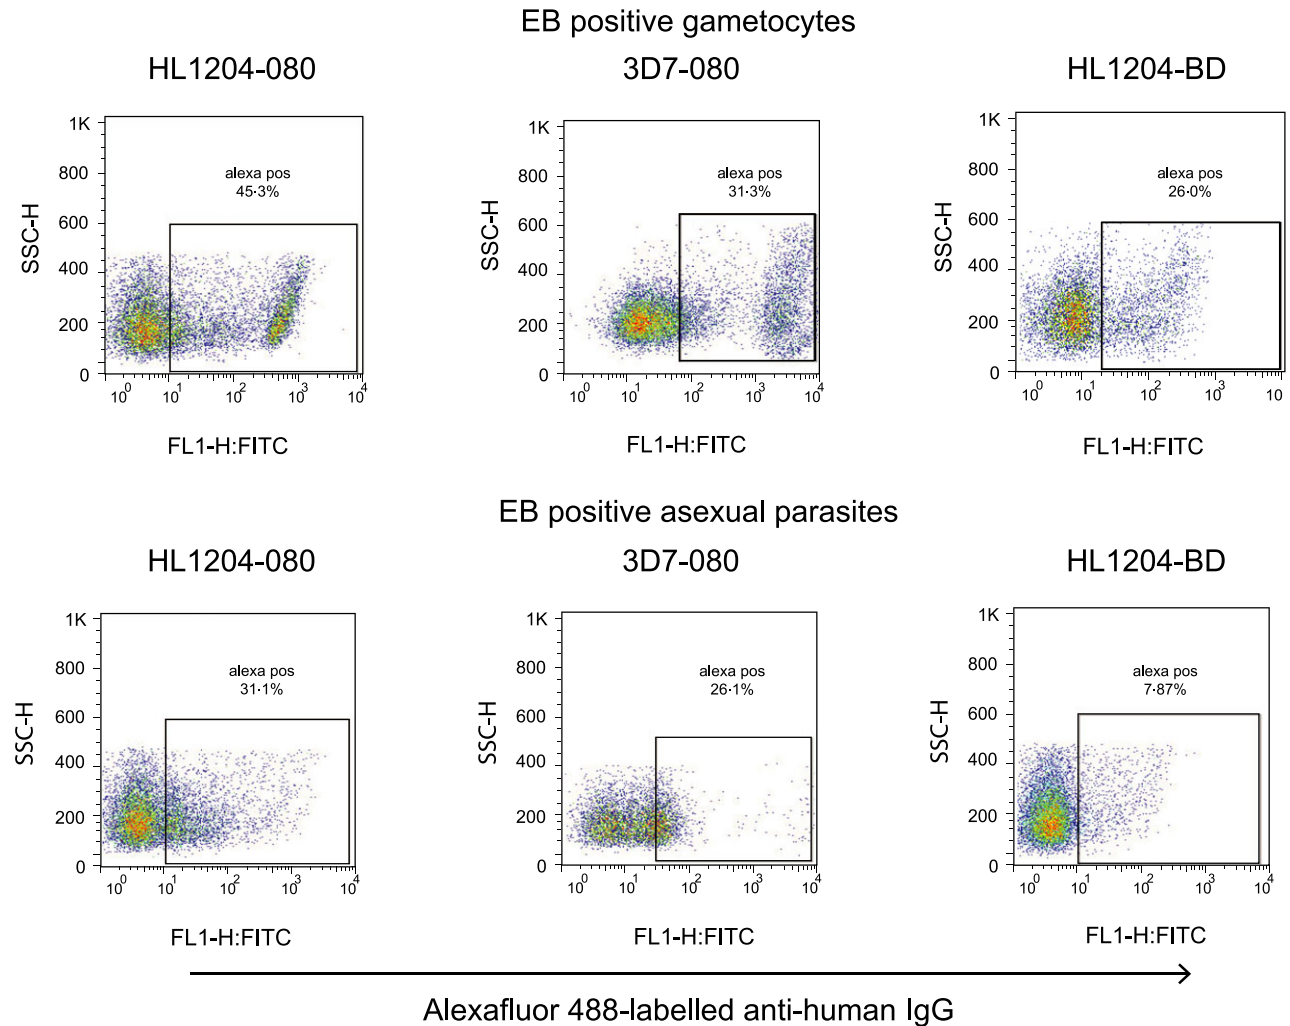 EB positive gametocytes
HL1204-080
3D7-080
HL1204-BD
1K
800
600
400
200
0
SSC-H
alexa pos
45·3%
10⁰ 10¹ 10² 10³ 10⁴
FL1-H:FITC
1K
800
600
400
200
0
SSC-H
alexa pos
31·3%
10⁰ 10¹ 10² 10³ 10⁴
FL1-H:FITC
1K
800
600
400
200
0
SSC-H
alexa pos
26·0%
10⁰ 10¹ 10² 10³ 10
FL1-H:FITC
EB positive asexual parasites
HL1204-080
3D7-080
HL1204-BD
1K
800
600
400
200
0
SSC-H
alexa pos
31·1%
10⁰ 10¹ 10² 10³ 10⁴
FL1-H:FITC
1K
800
600
400
200
0
SSC-H
alexa pos
26·1%
10⁰ 10¹ 10² 10³ 10⁴
FL1-H:FITC
1K
800
600
400
200
0
SSC-H
alexa pos
7·87%
10⁰ 10¹ 10² 10³ 10⁴
FL1-H:FITC
Alexafluor 488-labelled anti-human IgG